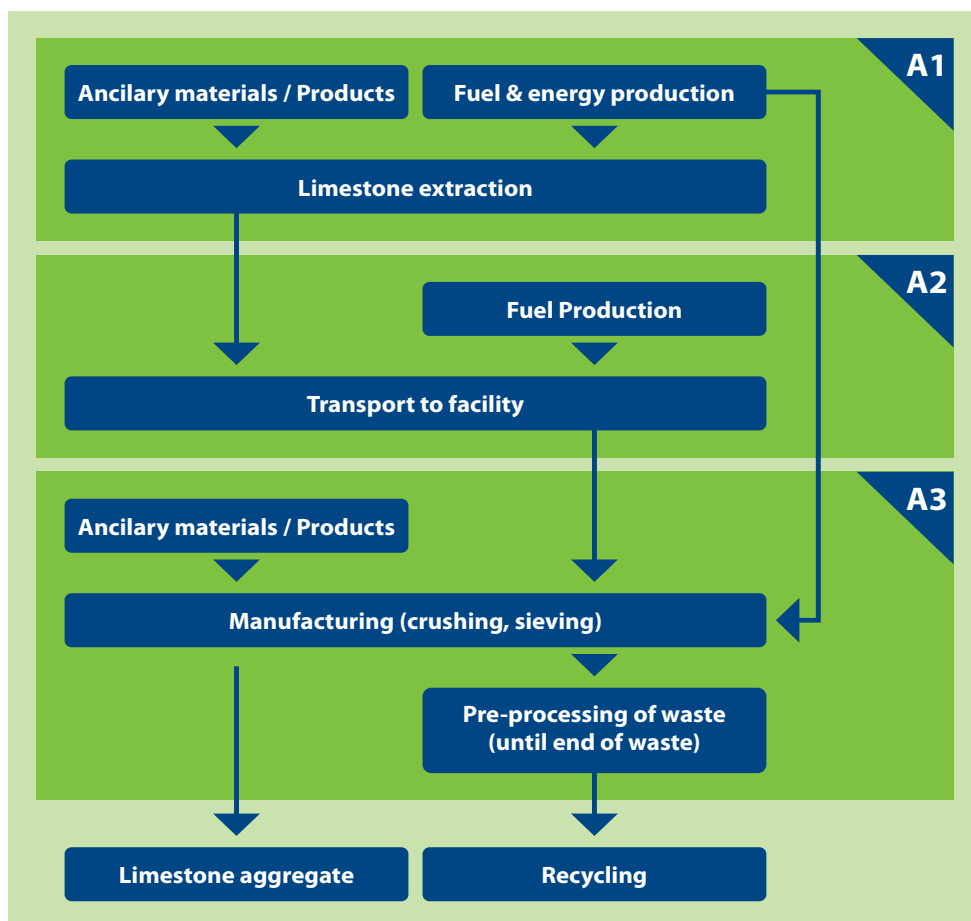 A1
Ancilary materials / Products
Fuel & energy production
Limestone extraction
A2
Fuel Production
Transport to facility
A3
Ancilary materials / Products
Manufacturing (crushing, sieving)
Pre-processing of waste
(until end of waste)
Limestone aggregate
Recycling